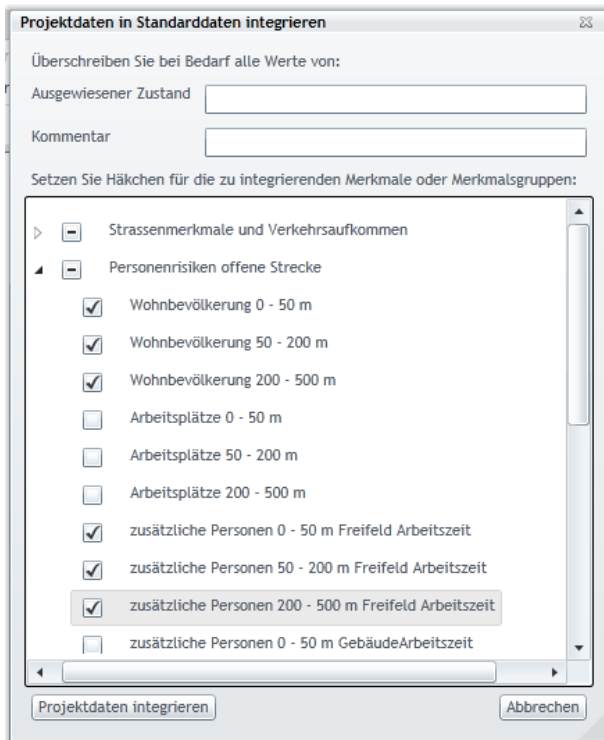 Projektdaten in Standarddaten integrieren
Überschreiben Sie bei Bedarf alle Werte von:
Ausgewiesener Zustand
Kommentar
Setzen Sie Häkchen für die zu integrierenden Merkmale oder Merkmalsgruppen:
Strassenmerkmale und Verkehrsaufkommen
Personenrisiken offene Strecke
Wohnbevölkerung 0 - 50 m
Wohnbevölkerung 50 - 200 m
Wohnbevölkerung 200 - 500 m
Arbeitsplätze 0 - 50 m
Arbeitsplätze 50 - 200 m
Arbeitsplätze 200 - 500 m
zusätzliche Personen 0 - 50 m Freifeld Arbeitszeit
zusätzliche Personen 50 - 200 m Freifeld Arbeitszeit
zusätzliche Personen 200 - 500 m Freifeld Arbeitszeit
zusätzliche Personen 0 - 50 m GebäudeArbeitszeit
Projektdaten integrieren Abbrechen